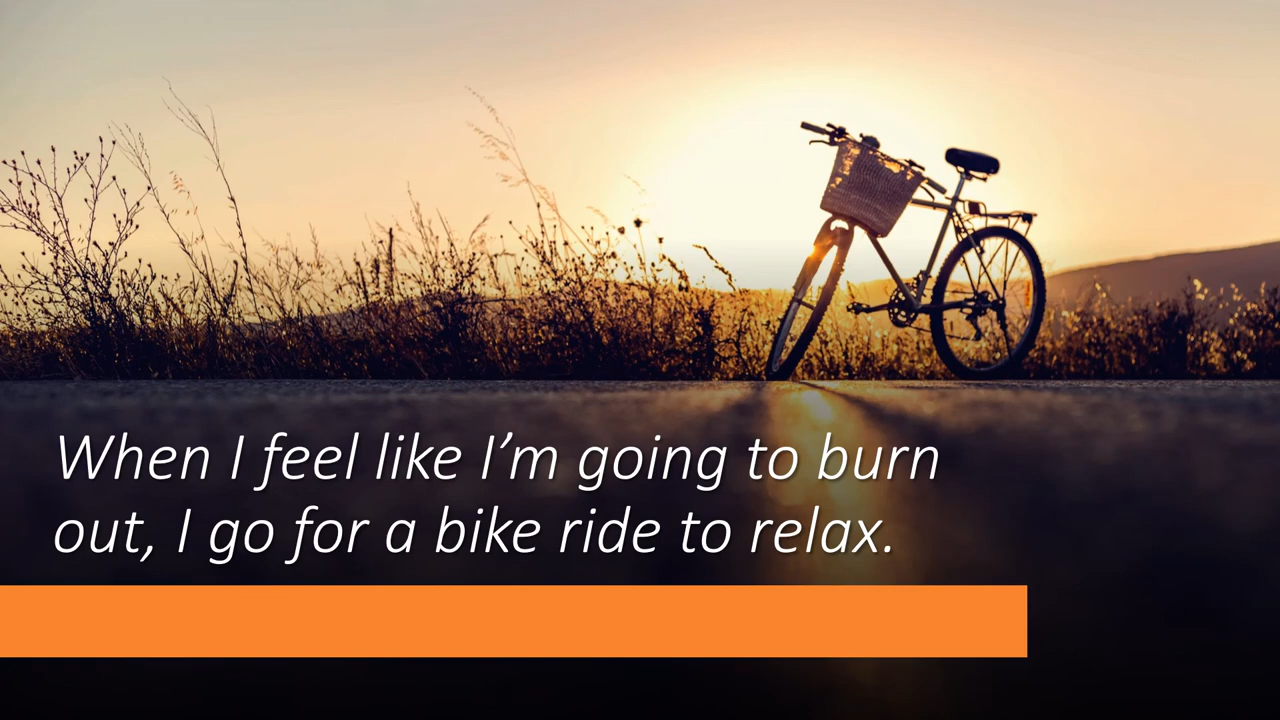 When I feel like I’m going to burn
out, I go for a bike ride to relax.